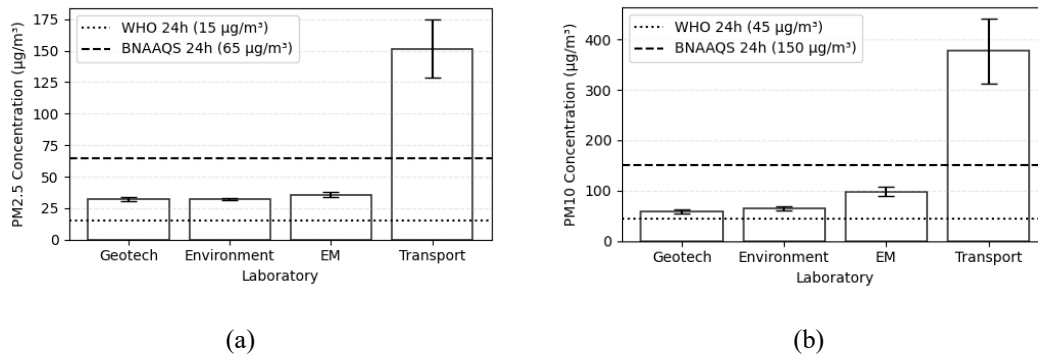 WHO 24h (15 µg/m³)
BNAAQS 24h (65 µg/m³)
PM2.5 Concentration (µg/m³)
175
150
125
100
75
50
25
0
Geotech Environment EM Transport
Laboratory
(a)
WHO 24h (45 µg/m³)
BNAAQS 24h (150 µg/m³)
PM10 Concentration (µg/m³)
400
300
200
100
0
Geotech Environment EM Transport
Laboratory
(b)